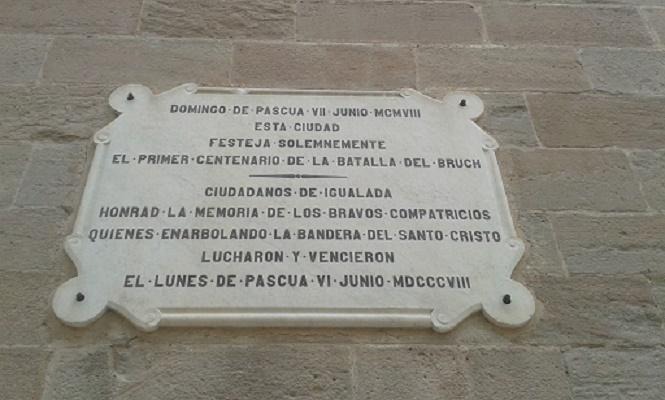 DOMINGO·DE·PASCUA·VII·JUNIO·MCMVIII
ESTA·CIUDAD
FESTEJA·SOLEMNEMENTE
EL·PRIMER·CENTENARIO·DE·LA·BATALLA·DEL·BRUCH
CIUDADANOS·DE·IGUALADA
HONRAD·LA·MEMORIA·DE·LOS·BRAVOS·COMPATRICIOS
QUIENES·ENARBOLANDO·LA·BANDERA·DEL·SANTO·CRISTO
LUCHARON·Y·VENCIERON
EL·LUNES·DE·PASCUA·VI·JUNIO·MDCCCVIII